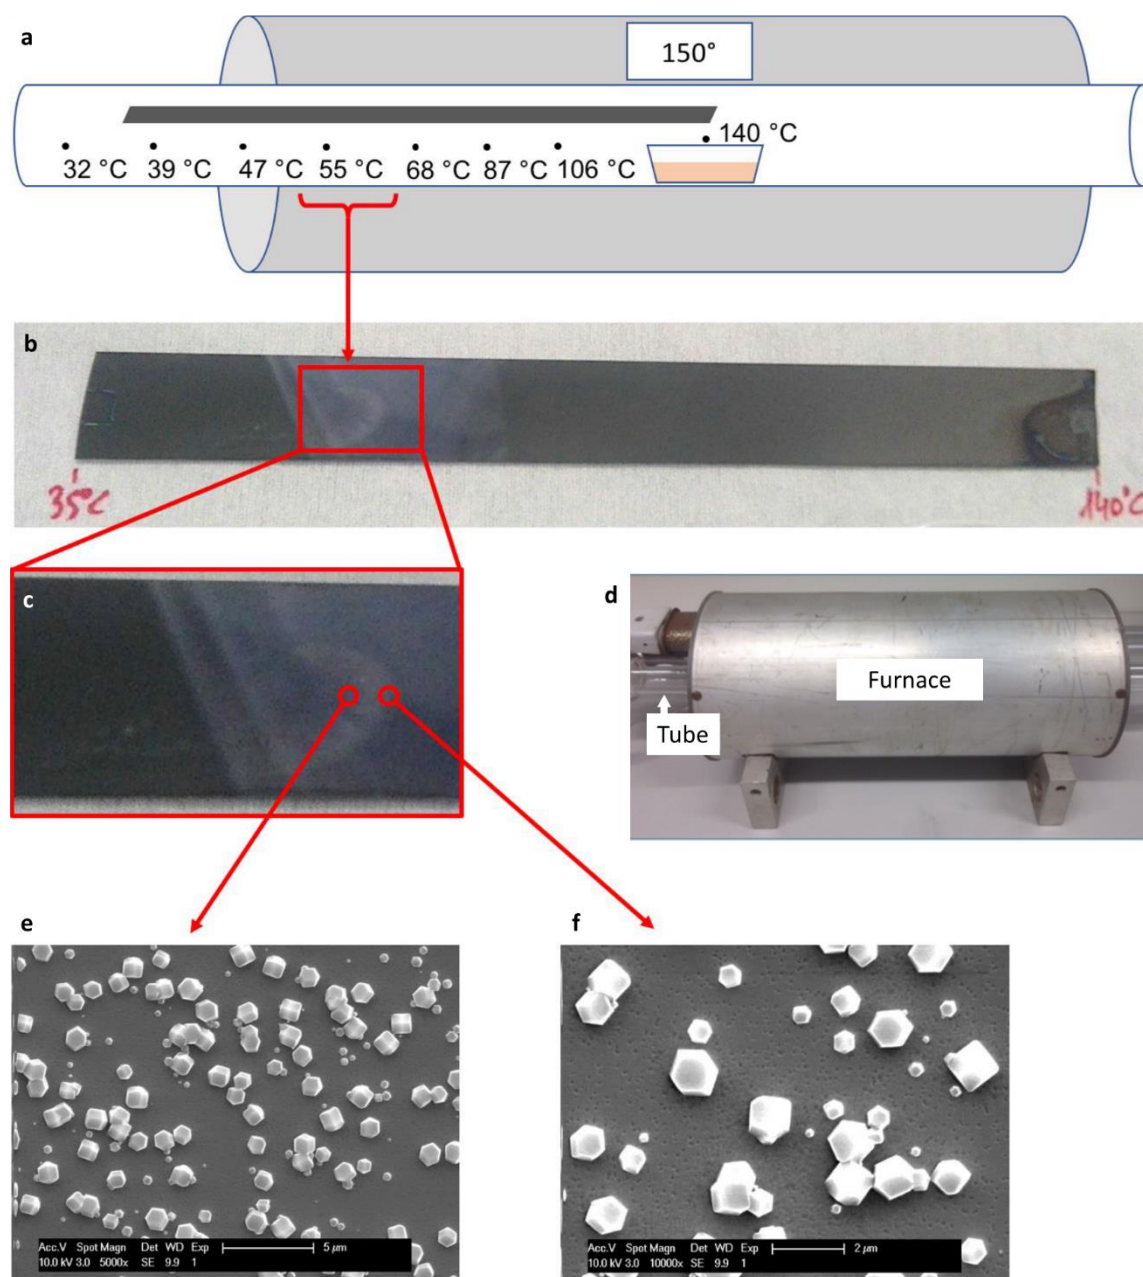 a
150°
140 °C
32 °C
39 °C
47 °C
55 °C
68 °C
87 °C
106 °C
b
35°C
140°C
c
d
Furnace
Tube
e
f
Acc.V Spot Magn Det WD Exp
10.0 kV 3.0 5000x SE 9.9 1
5 µm
Acc.V Spot Magn Det WD Exp
10.0 kV 3.0 10000x SE 9.9 1
2 µm